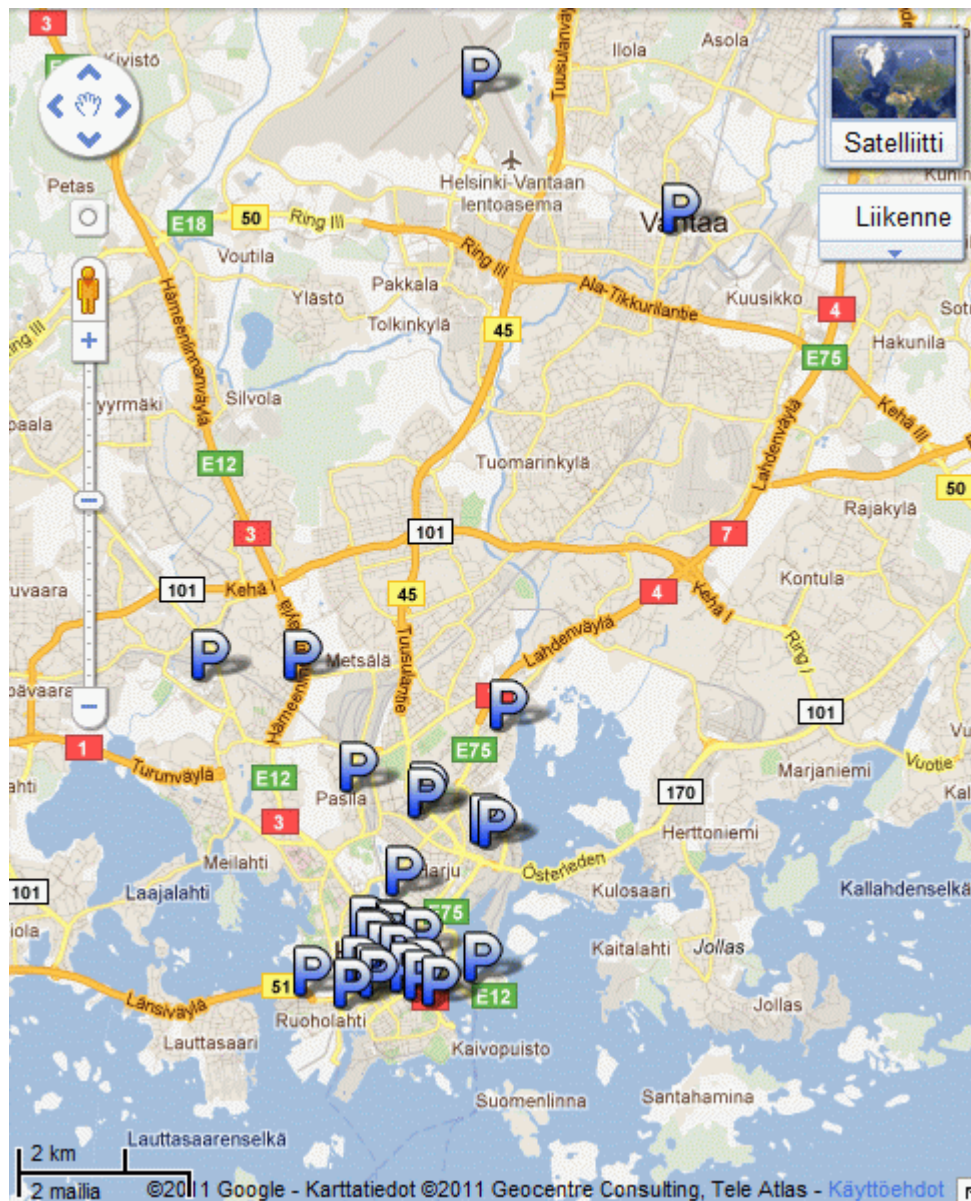 3
Kivistö
Ilola
Asola
Tuusulanväylä
P
Satelliitti
Petas
Helsinki-Vantaan
lentoasema
P
Vantaa
E18
50
Ring III
Liikenne
Voutila
Pakkala
Ring III
Ylästö
Ala-Tikkurilantie
Kuusikko
Tolkinkylä
45
4
Hakunila
E75
Ring III
Hämeenlinnanväylä
Silvola
Kehä III
E12
Tuomarinkylä
Lahdenväylä
50
Rajakylä
3
101
7
Kontula
101
Kehä I
45
4
Kehä I
Ring I
P
P
Metsälä
Tuusulantie
Lahdenväylä
P
101
1
Turunväylä
E12
P
E75
Marjaniemi
Vuotie
Pasila
P
170
3
P
Herttoniemi
Meilahti
P
Harju
Österleden
101
Laajalahti
Kulosaari
Kallahdenselkä
E75
Kaitalahti
Jollas
P
P
P
P
P
51
E12
Länsiväylä
Ruoholahti
Jollas
Lauttasaari
Kaivopuisto
Suomenlinna
Santahamina
Lauttasaarenselkä
2 km
2 mailia
©2011 Google - Karttatiedot ©2011 Geocentre Consulting, Tele Atlas - Käyttöehdot